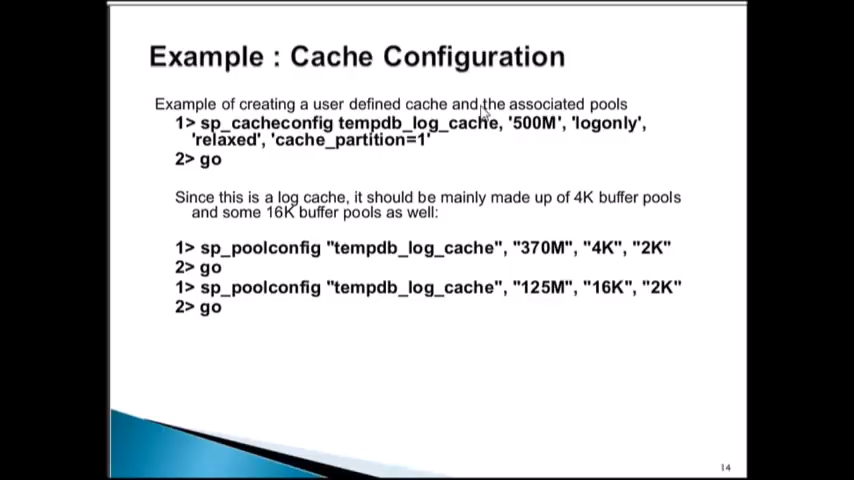 Example : Cache Configuration
Example of creating a user defined cache and the associated pools
1> sp_cacheconfig tempdb_log_cache, '500M', 'logonly',
'relaxed', 'cache_partition=1'
2> go
Since this is a log cache, it should be mainly made up of 4K buffer pools
and some 16K buffer pools as well:
1> sp_poolconfig "tempdb_log_cache", "370M", "4K", "2K"
2> go
1> sp_poolconfig "tempdb_log_cache", "125M", "16K", "2K"
2> go
14